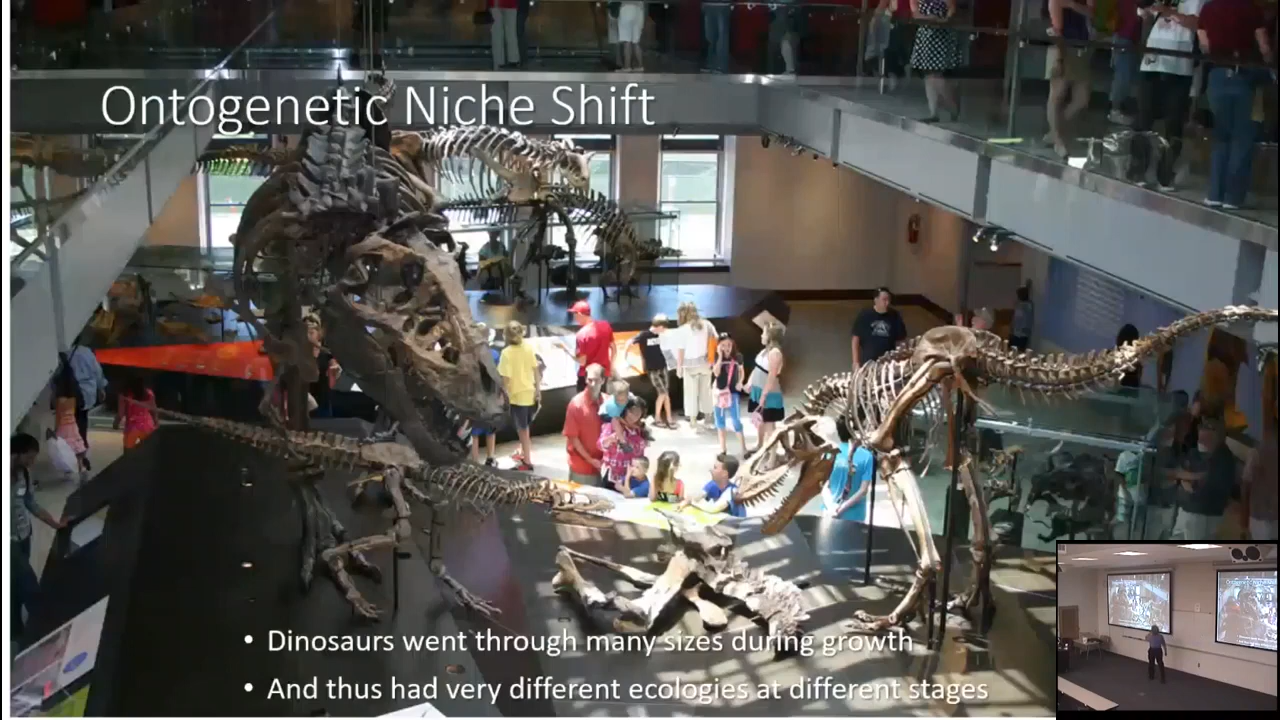 Ontogenetic Niche Shift
• Dinosaurs went through many sizes during growth
• And thus had very different ecologies at different stages